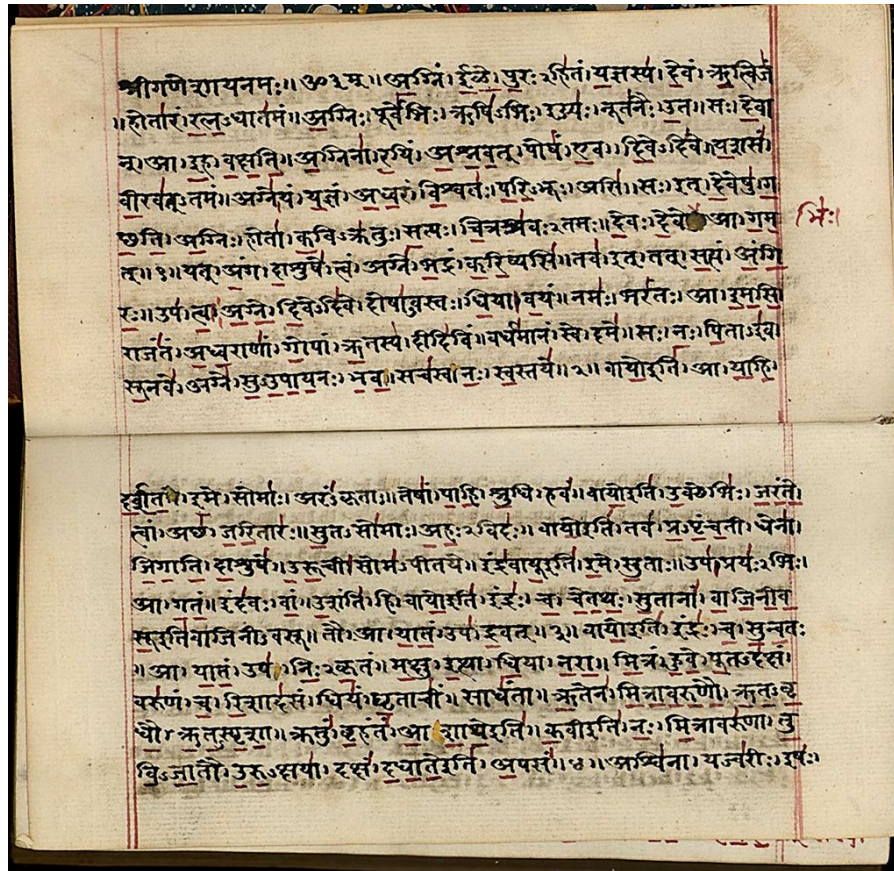 श्रीगणेशायनमः॥ॐ३म्॥अग्निं।ईळे।पुरःऽहितं।यज्ञस्य।देवं।ऋत्विजं
॥होतारं।रत्नऽधातमं॥अग्निः।पूर्वेभिः।ऋषिऽभिः।इड्यः।नूतनैः।उत॥सः।देवा
न्।आ।इह।वक्षति॥अग्निना।रयिं।अश्नवत्।पोषं।एव।दिवेऽदिवे॥यशसं
वीरवत्ऽतमं॥अग्ने।यं।यज्ञं।अध्वरं।विश्वतः।परिऽभूः।असि॥सः।इत्।देवेषु।ग
छति।अग्निः।होता।कविऽक्रतुः।सत्यः।चित्रश्रवःऽतमः॥देवः।देवे आ।गम
भिः।
त्॥१॥यत्।अंग।दाशुषे।त्वं।अग्ने।भद्रं।करिष्यसि॥तव।इत्।तत्।सत्यं।अंगि
रः॥उप।त्वा।अग्ने।दिवेऽदिवे।दोषाऽवस्तः।धिया।वयं॥नमः।भरंतः।आ।इमसि॥
राजंतं।अध्वराणां।गोपां।ऋतस्य।दीदिविं॥वर्धमानं।स्वे।दमे॥सः।नः।पिताऽइव।
सूनवे।अग्ने।सुऽउपायनः।भव॥सचस्व।नः।स्वस्तये॥२॥वायोइति।आ।याहि।
दर्शत।इमे।सोमाः।अरंऽकृताः॥तेषां।पाहि।श्रुधि।हवं॥वायोइति।उक्थेभिः।जरंते।
त्वां।अछ।जरितारः॥सुतऽसोमाः।अहःऽविदः॥वायोइति।तव।प्रऽपृंचती।धेना।
जिगाति।दाशुषे॥उरूची।सोमऽपीतये॥इंद्रवायूइति।इमे।सुताः॥उप।प्रयःऽभिः।
आ।गतं॥इंदवः।वां।उशंति।हि॥वायोइति।इंद्रः।च।चेतथः।सुतानां।वाजिनीव
सूइतिवाजिनीऽवसू॥तौ।आ।यातं।उप।द्रवत्॥३॥वायोइति।इंद्रः।च।सुन्वतः
॥आ।यातं।उप।निःऽकृतं॥मक्षु।इत्था।धिया।नरा॥मित्रं।हुवे।पूतऽदक्षं।
वरुणं।च।रिशादसं॥धियं।घृताचीं।साधंता॥ऋतेन।मित्रावरुणौ।ऋतऽवृ
धौ।ऋतऽस्पृशा॥क्रतुं।बृहंतं।आशाथेइति॥कवीइति।नः।मित्रावरुणा।तु
विऽजातौ।उरुऽक्षया॥दक्षं।दधातेइति।अपसं॥४॥अश्विना।यज्वरीः।इषः।